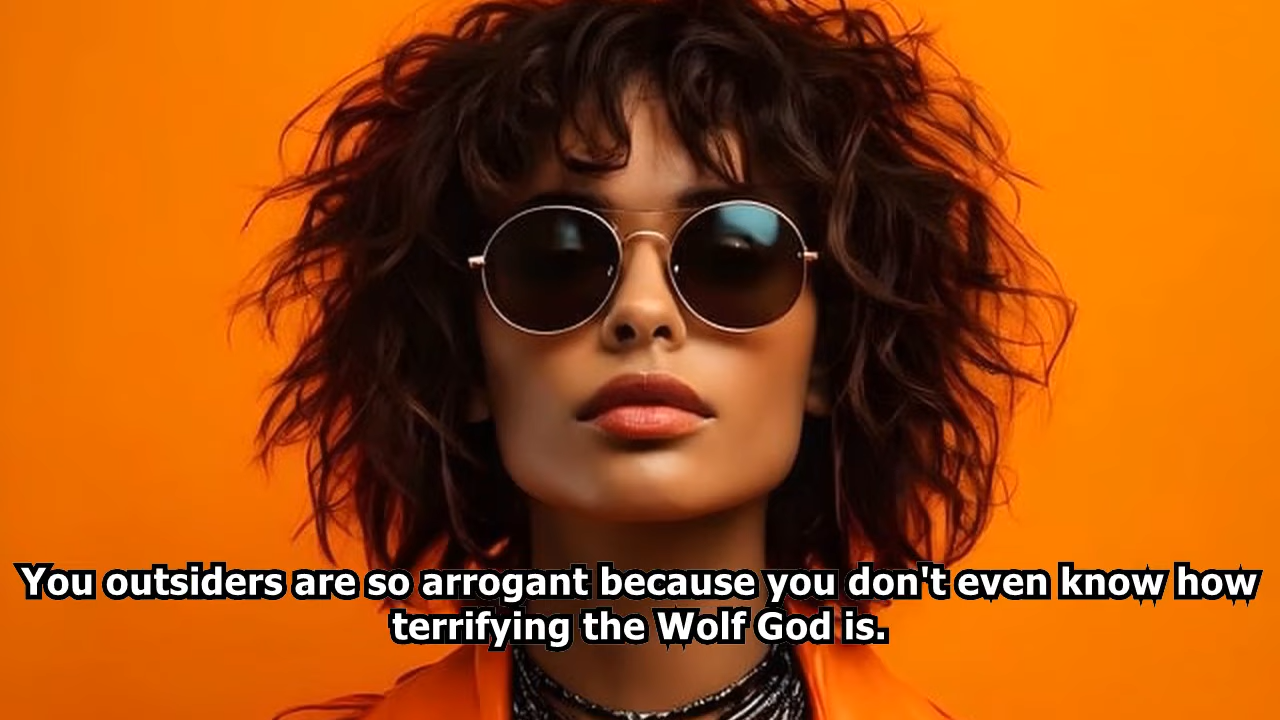 You outsiders are so arrogant because you don't even know how
terrifying the Wolf God is.